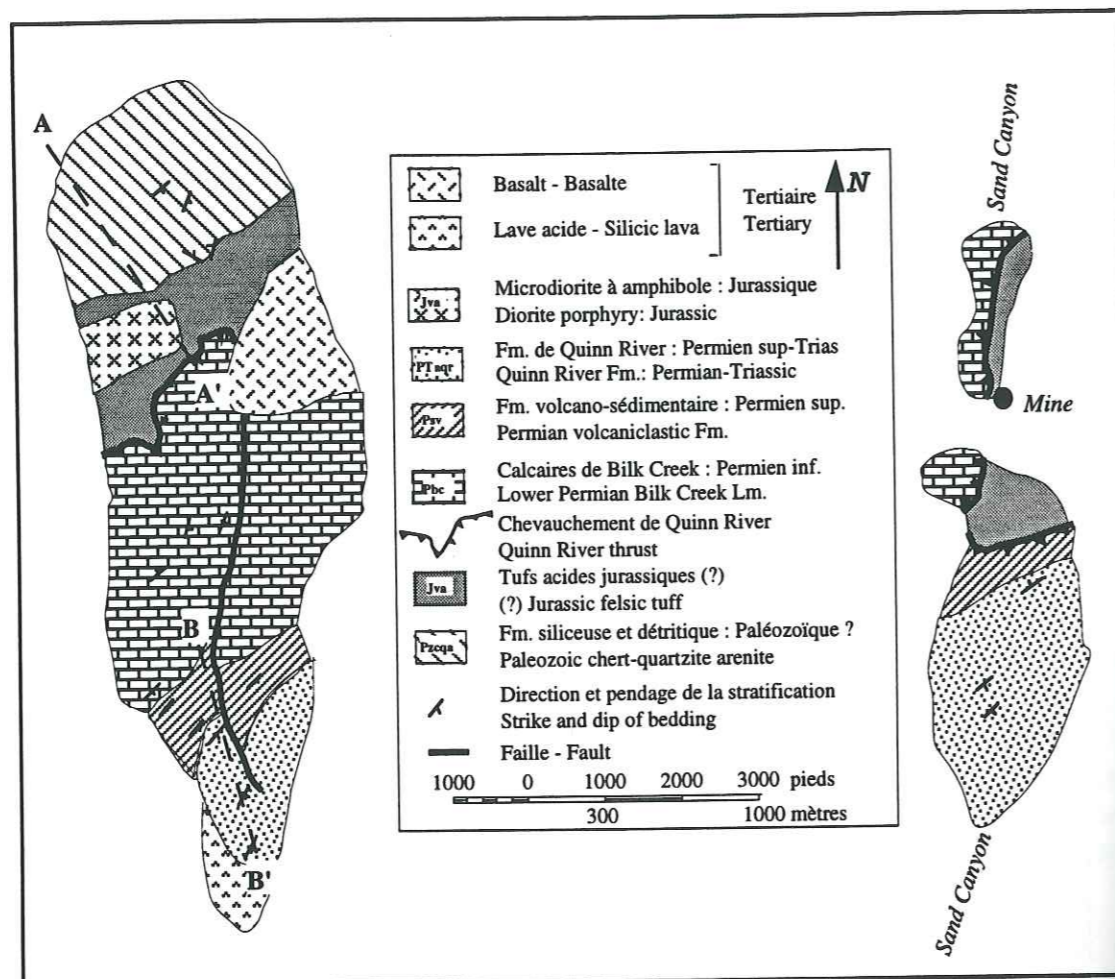 A
A'
B
B'
Basalt - Basalte
Lave acide - Silicic lava
Tertiaire
Tertiary
N
Jva
Microdiorite à amphibole : Jurassique
Diorite porphyry: Jurassic
PTaqr
Fm. de Quinn River : Permien sup-Trias
Quinn River Fm.: Permian-Triassic
Psv
Fm. volcano-sédimentaire : Permien sup.
Permian volcaniclastic Fm.
Pbc
Calcaires de Bilk Creek : Permien inf.
Lower Permian Bilk Creek Lm.
Chevauchement de Quinn River
Quinn River thrust
Jva
Tufs acides jurassiques (?)
(?) Jurassic felsic tuff
Pzcqa
Fm. siliceuse et détritique : Paléozoïque ?
Paleozoic chert-quartzite arenite
Direction et pendage de la stratification
Strike and dip of bedding
Faille - Fault
1000 0 1000 2000 3000 pieds
300 1000 mètres
Sand Canyon
Mine
Sand Canyon